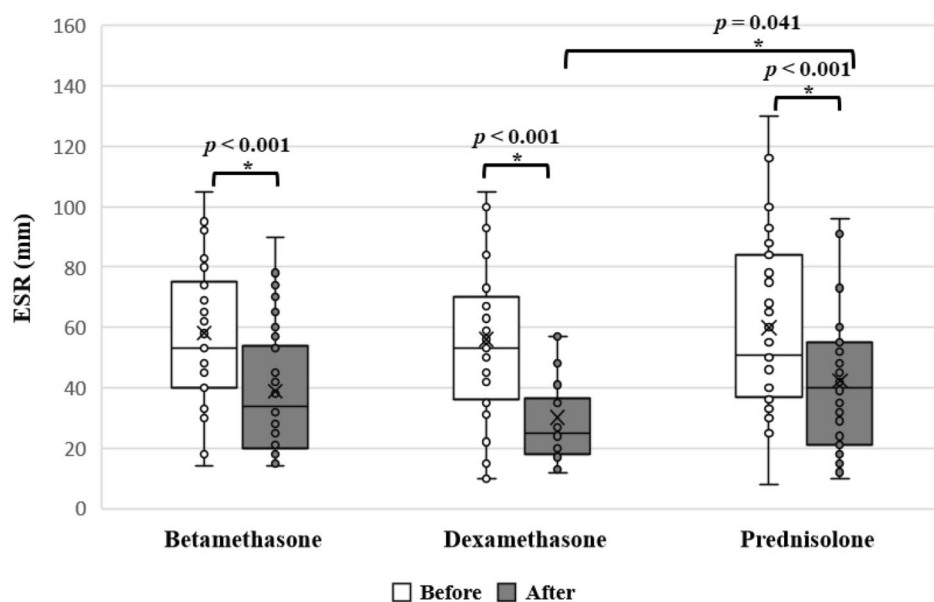 160
p = 0.041
*
140
p < 0.001
*
120
p < 0.001
*
p < 0.001
*
100
80
60
40
20
0
ESR (mm)
Betamethasone Dexamethasone Prednisolone
Before After